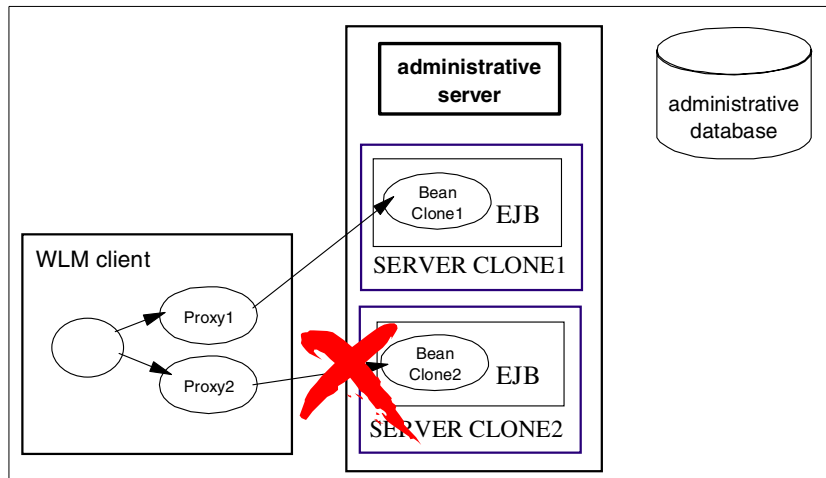 administrative
server
administrative
database
Bean
Clone1
EJB
SERVER CLONE1
WLM client
Proxy1
Proxy2
Bean
Clone2
EJB
SERVER CLONE2